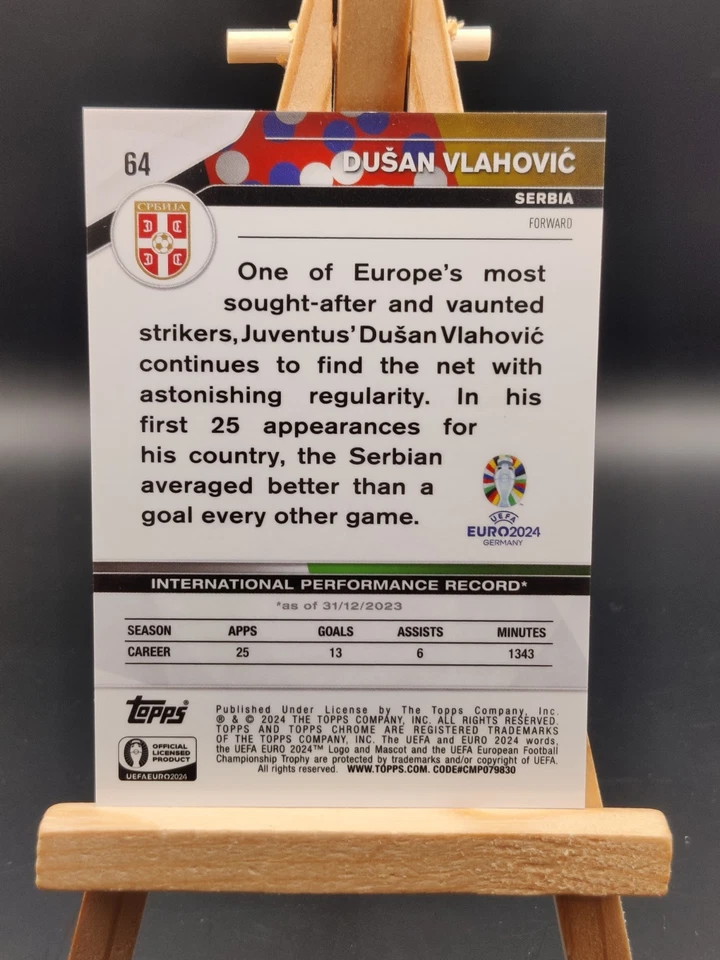 64
DUŠAN VLAHOVIĆ
SERBIA
FORWARD
СРБИЈА
One of Europe's most
sought-after and vaunted
strikers, Juventus' Dušan Vlahović
continues to find the net with
astonishing regularity. In his
first 25 appearances for
his country, the Serbian
averaged better than a
goal every other game.
UEFA
EURO2024
GERMANY
INTERNATIONAL PERFORMANCE RECORD*
*as of 31/12/2023
SEASON APPS GOALS ASSISTS MINUTES
CAREER 25 13 6 1343
Topps
OFFICIAL
LICENSED
PRODUCT
UEFAEURO2024
Published Under License by The Topps Company, Inc.
® & © 2024 THE TOPPS COMPANY, INC. ALL RIGHTS RESERVED.
TOPPS AND TOPPS CHROME ARE REGISTERED TRADEMARKS
OF THE TOPPS COMPANY, INC. The UEFA and EURO 2024 words,
the UEFA EURO 2024™ Logo and Mascot and the UEFA European Football
Championship Trophy are protected by trademarks and/or copyright of UEFA.
All rights reserved. WWW.TOPPS.COM. CODE#CMP079830